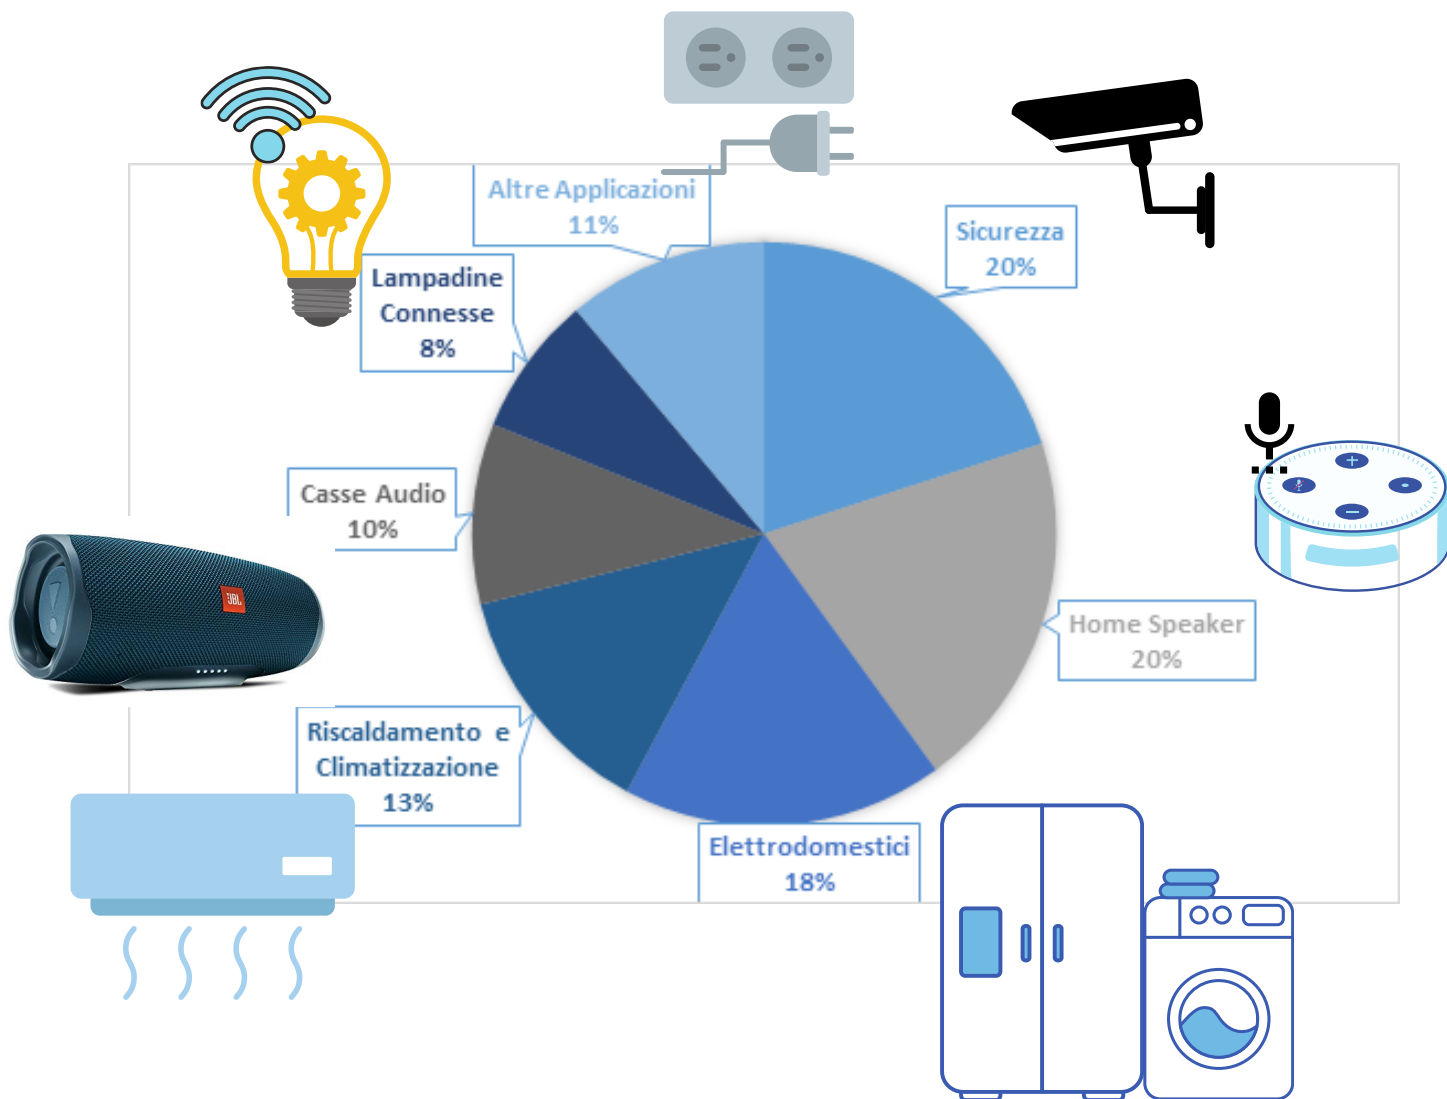 Altre Applicazioni
11%
Sicurezza
20%
Lampadine
Connesse
8%
Casse Audio
10%
JBL
Home Speaker
20%
Riscaldamento e
Climatizzazione
13%
Elettrodomestici
18%